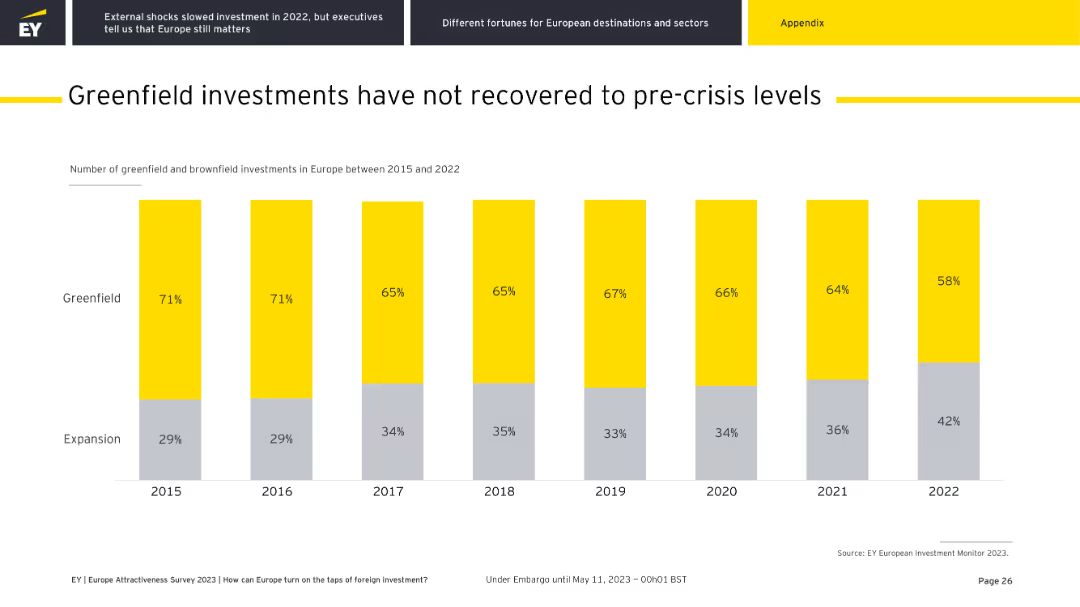 EY
External shocks slowed investment in 2022, but executives
tell us that Europe still matters
Different fortunes for European destinations and sectors
Appendix
Greenfield investments have not recovered to pre-crisis levels
Number of greenfield and brownfield investments in Europe between 2015 and 2022
Greenfield
71%
71%
65%
65%
67%
66%
64%
58%
Expansion
29%
29%
34%
35%
33%
34%
36%
42%
2015
2016
2017
2018
2019
2020
2021
2022
Source: EY European Investment Monitor 2023.
EY | Europe Attractiveness Survey 2023 | How can Europe turn on the taps of foreign investment?
Under Embargo until May 11, 2023 – 00h01 BST
Page 26